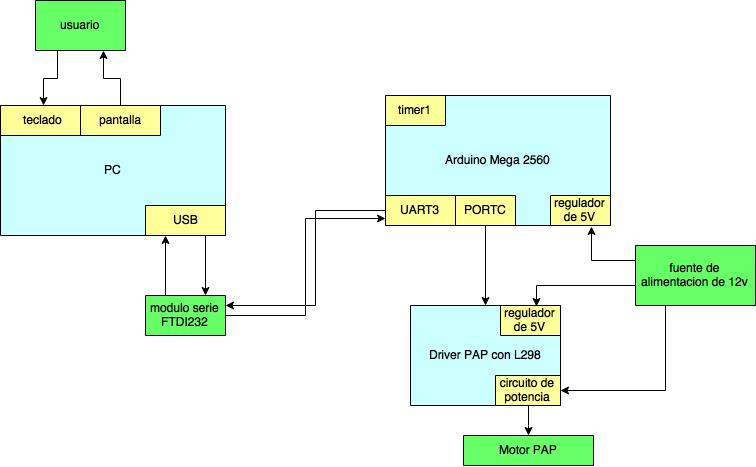 usuario
teclado
pantalla
PC
USB
modulo serie
FTDI232
timer1
Arduino Mega 2560
UART3
PORTC
regulador
de 5V
fuente de
alimentacion de 12v
regulador
de 5V
Driver PAP con L298
circuito de
potencia
Motor PAP